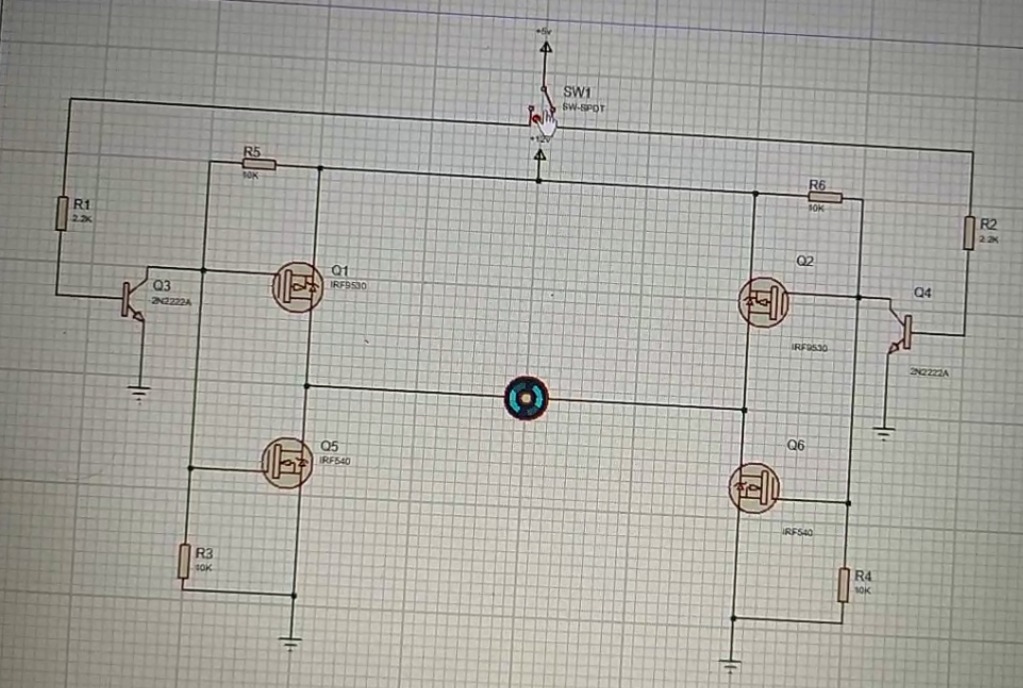 +5v
SW1
SW-SPDT
+12v
R5
10K
R6
10K
R1
2.2K
R2
2.2K
Q3
2N2222A
Q1
IRF9530
Q2
IRF9530
Q4
2N2222A
Q5
IRF540
Q6
IRF540
R3
10K
R4
10K